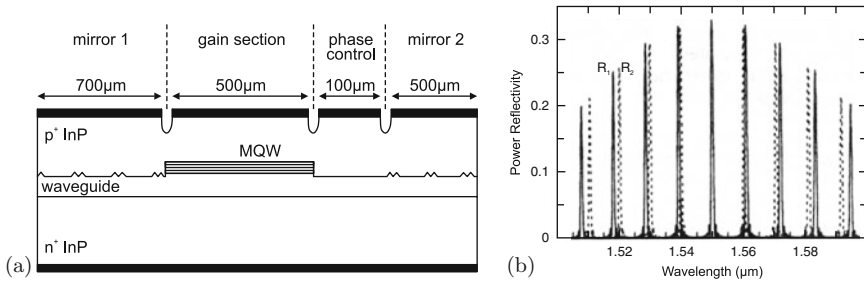 mirror 1
gain section
phase
control
mirror 2
700μm
500μm
100μm
500μm
p⁺ InP
MQW
waveguide
n⁺ InP
(a)
Power Reflectivity
0.3
0.2
0.1
0
R₁
R₂
1.52
1.54
1.56
1.58
Wavelength (μm)
(b)